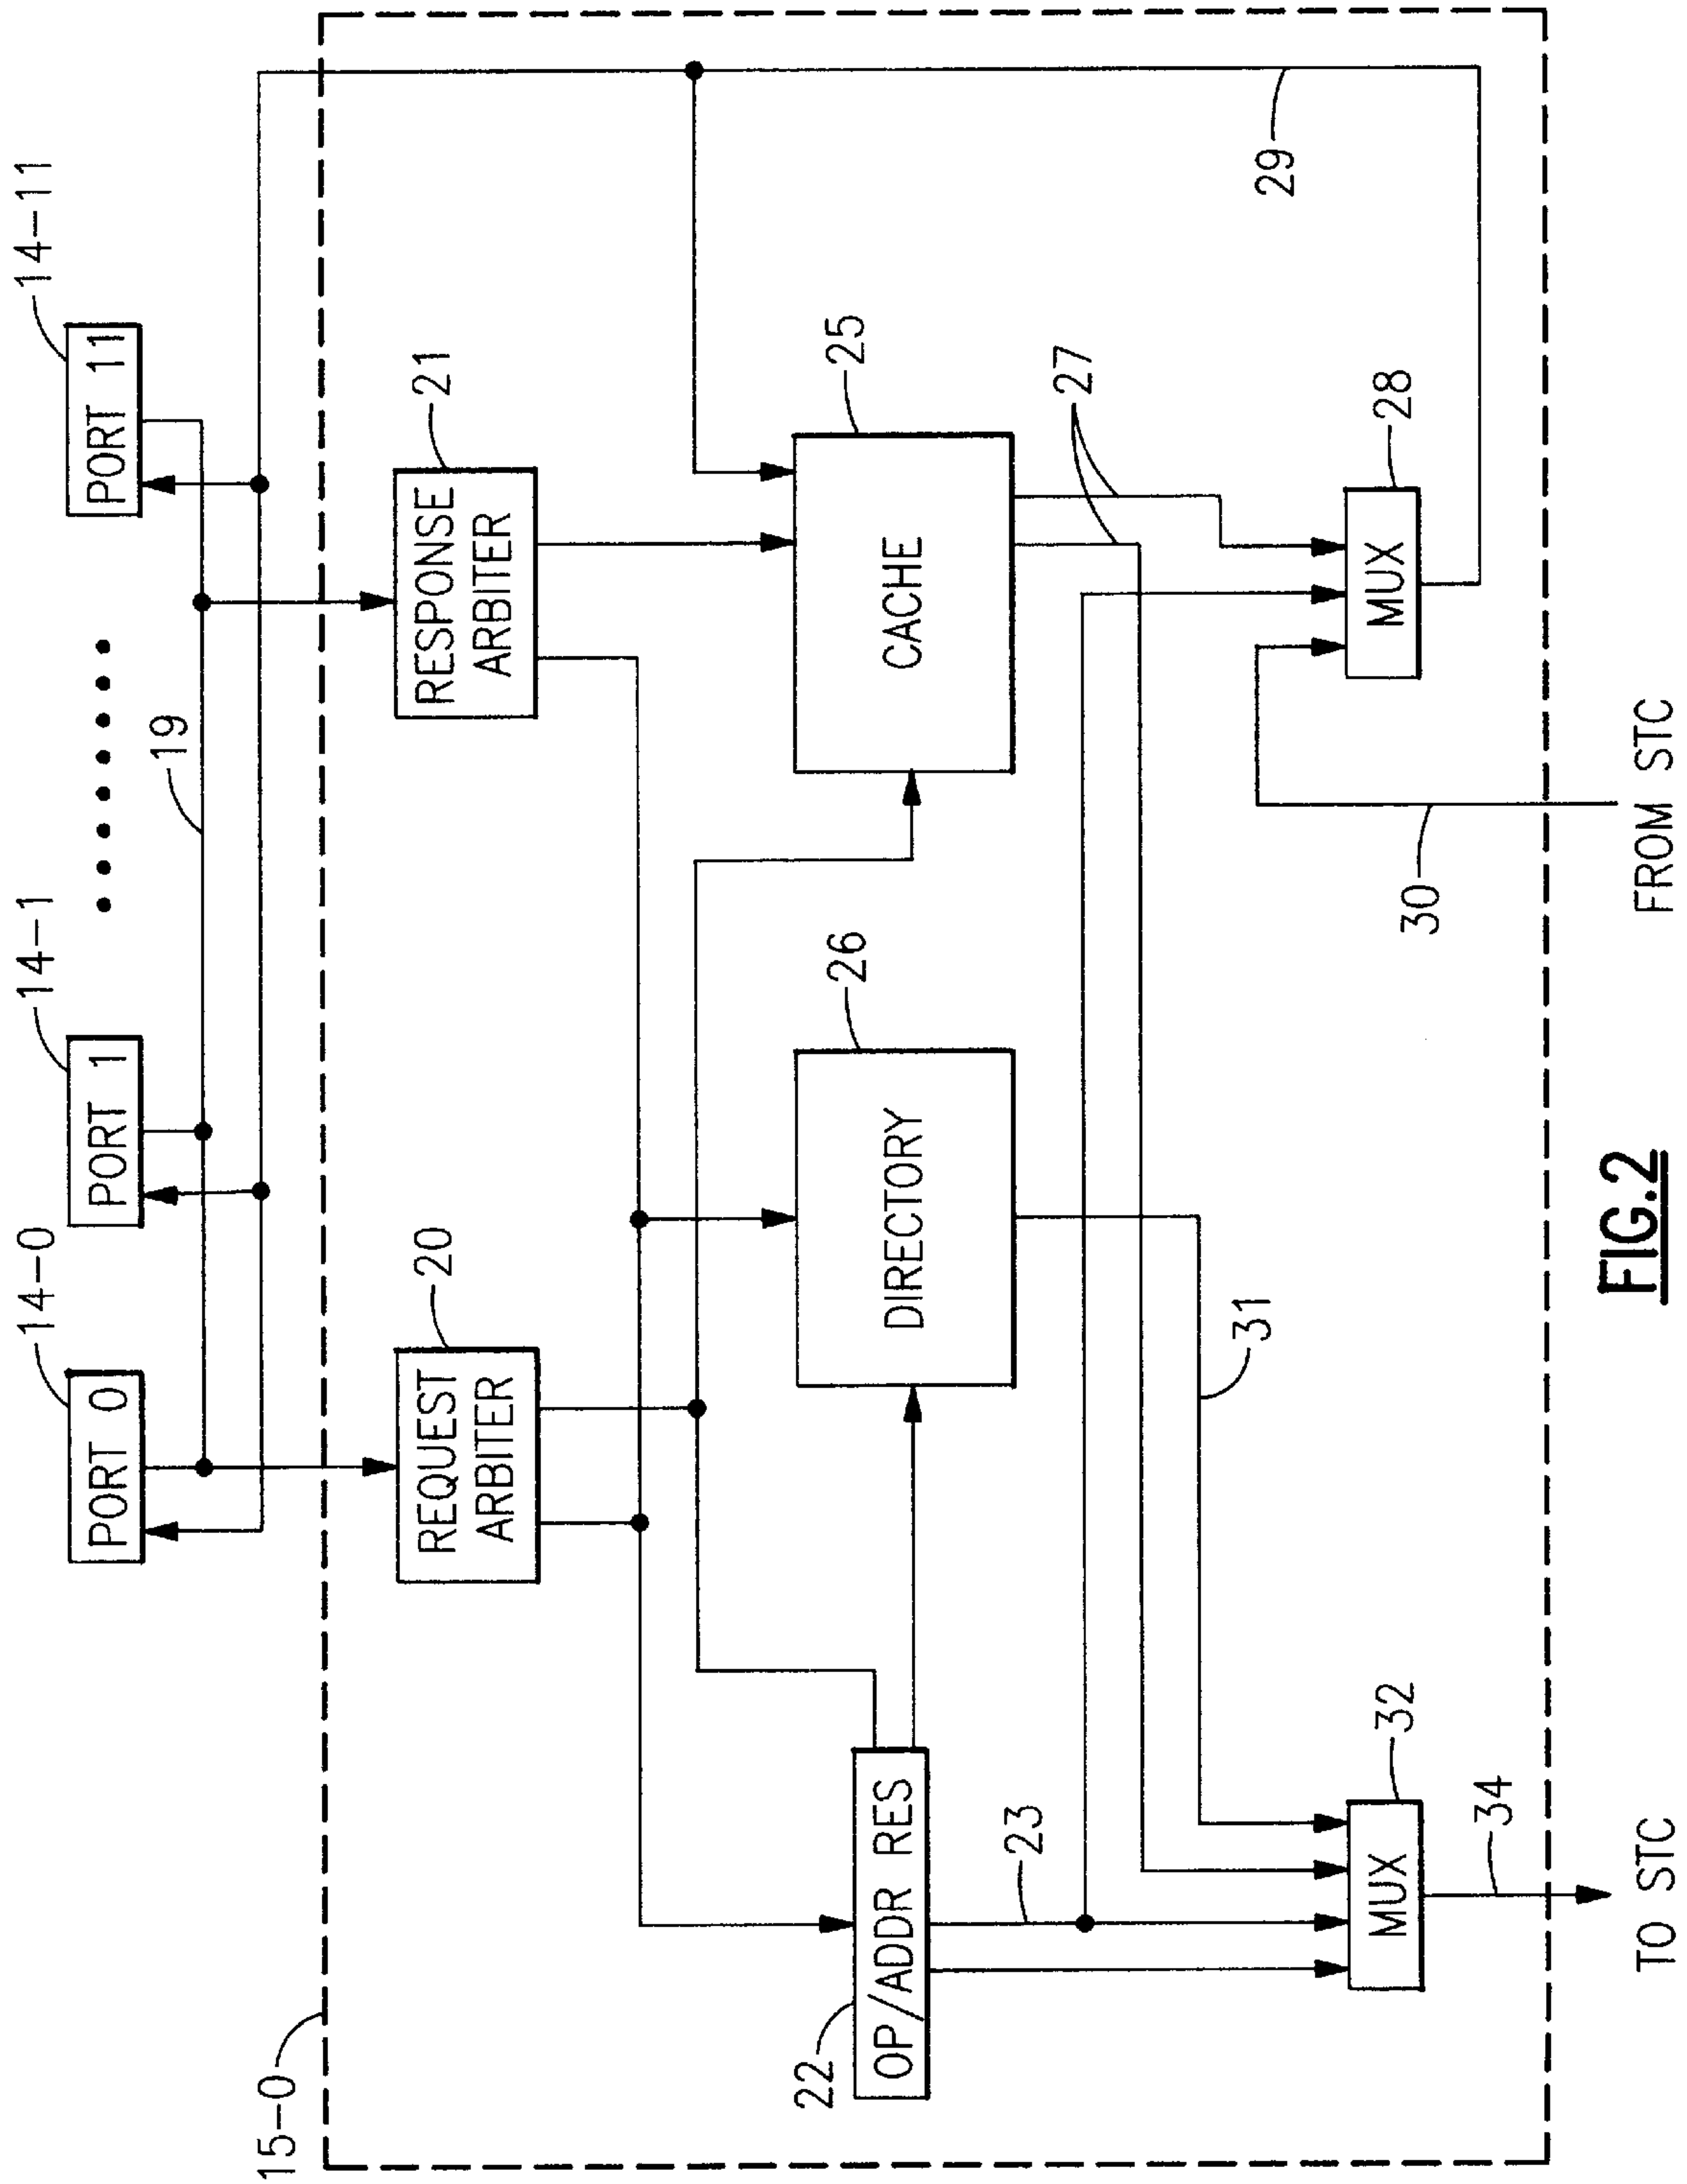 15-0
14-0
14-1
14-11
PORT 0
PORT 1
PORT 11
19
20
21
REQUEST
ARBITER
RESPONSE
ARBITER
22
26
25
OP/ADDR RES
DIRECTORY
CACHE
23
27
31
29
32
28
MUX
MUX
34
30
TO STC
FROM STC
FIG.2